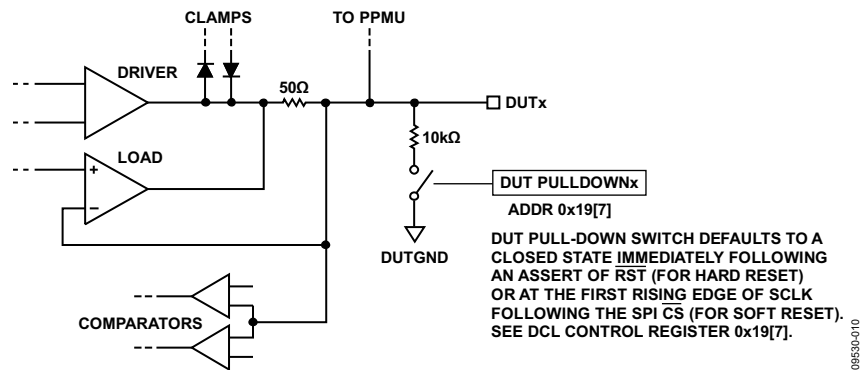 CLAMPS
TO PPMU
DRIVER
50Ω
DUTx
10kΩ
LOAD
+
−
DUT PULLDOWNx
ADDR 0x19[7]
DUTGND
DUT PULL-DOWN SWITCH DEFAULTS TO A
CLOSED STATE IMMEDIATELY FOLLOWING
AN ASSERT OF RST (FOR HARD RESET)
OR AT THE FIRST RISING EDGE OF SCLK
FOLLOWING THE SPI CS (FOR SOFT RESET).
SEE DCL CONTROL REGISTER 0x19[7].
COMPARATORS
09530-010